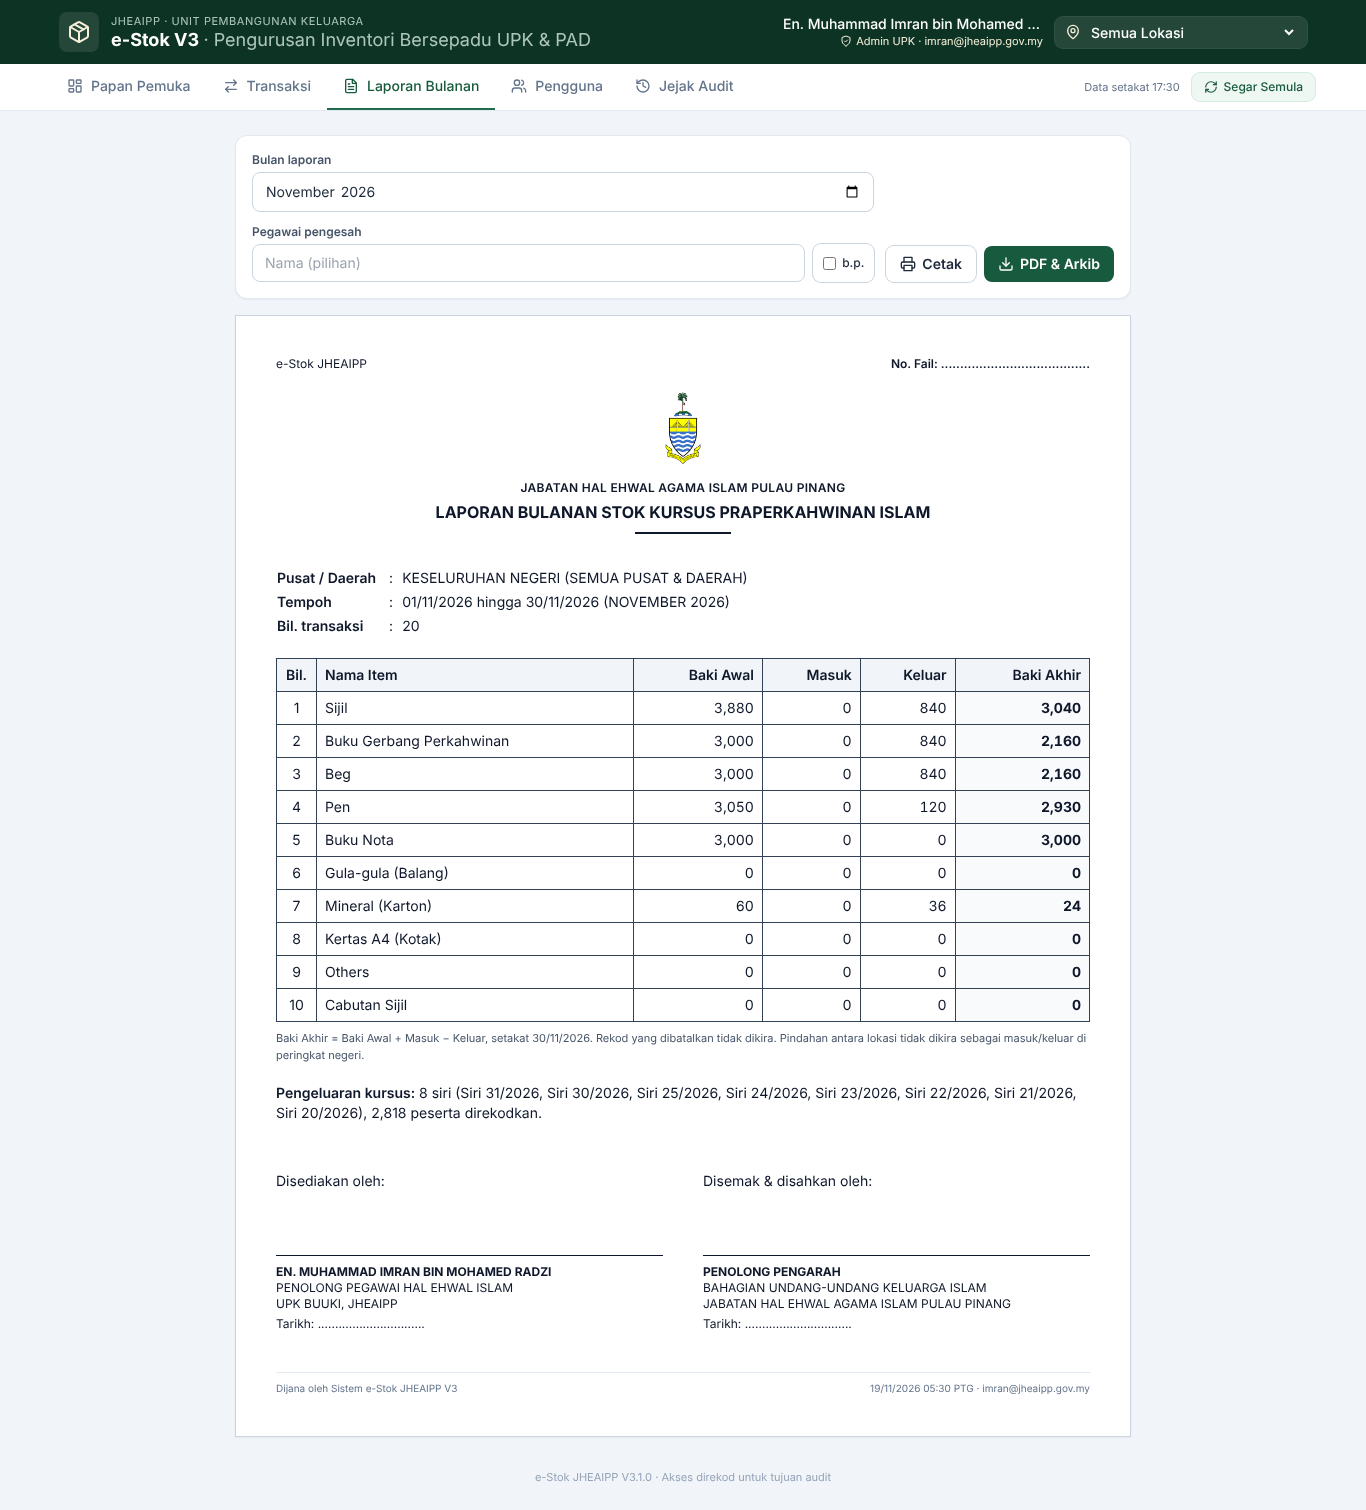 JHEAIPP · UNIT PEMBANGUNAN KELUARGA
e-Stok V3 · Pengurusan Inventori Bersepadu UPK & PAD
En. Muhammad Imran bin Mohamed ...
Admin UPK · imran@jheaipp.gov.my
Semua Lokasi
Papan Pemuka
Transaksi
Laporan Bulanan
Pengguna
Jejak Audit
Data setakat 17:30
Segar Semula
Bulan laporan
November 2026
Pegawai pengesah
Nama (pilihan)
b.p.
Cetak
PDF & Arkib
e-Stok JHEAIPP
No. Fail: .......................................
JABATAN HAL EHWAL AGAMA ISLAM PULAU PINANG
LAPORAN BULANAN STOK KURSUS PRAPERKAHWINAN ISLAM
Pusat / Daerah : KESELURUHAN NEGERI (SEMUA PUSAT & DAERAH)
Tempoh : 01/11/2026 hingga 30/11/2026 (NOVEMBER 2026)
Bil. transaksi : 20
Bil. Nama Item Baki Awal Masuk Keluar Baki Akhir
1 Sijil 3,880 0 840 3,040
2 Buku Gerbang Perkahwinan 3,000 0 840 2,160
3 Beg 3,000 0 840 2,160
4 Pen 3,050 0 120 2,930
5 Buku Nota 3,000 0 0 3,000
6 Gula-gula (Balang) 0 0 0 0
7 Mineral (Karton) 60 0 36 24
8 Kertas A4 (Kotak) 0 0 0 0
9 Others 0 0 0 0
10 Cabutan Sijil 0 0 0 0
Baki Akhir = Baki Awal + Masuk − Keluar, setakat 30/11/2026. Rekod yang dibatalkan tidak dikira. Pindahan antara lokasi tidak dikira sebagai masuk/keluar di
peringkat negeri.
Pengeluaran kursus: 8 siri (Siri 31/2026, Siri 30/2026, Siri 25/2026, Siri 24/2026, Siri 23/2026, Siri 22/2026, Siri 21/2026,
Siri 20/2026), 2,818 peserta direkodkan.
Disediakan oleh:
Disemak & disahkan oleh:
EN. MUHAMMAD IMRAN BIN MOHAMED RADZI
PENOLONG PEGAWAI HAL EHWAL ISLAM
UPK BUUKI, JHEAIPP
Tarikh: ...............................
PENOLONG PENGARAH
BAHAGIAN UNDANG-UNDANG KELUARGA ISLAM
JABATAN HAL EHWAL AGAMA ISLAM PULAU PINANG
Tarikh: ...............................
Dijana oleh Sistem e-Stok JHEAIPP V3
19/11/2026 05:30 PTG · imran@jheaipp.gov.my
e-Stok JHEAIPP V3.1.0 · Akses direkod untuk tujuan audit